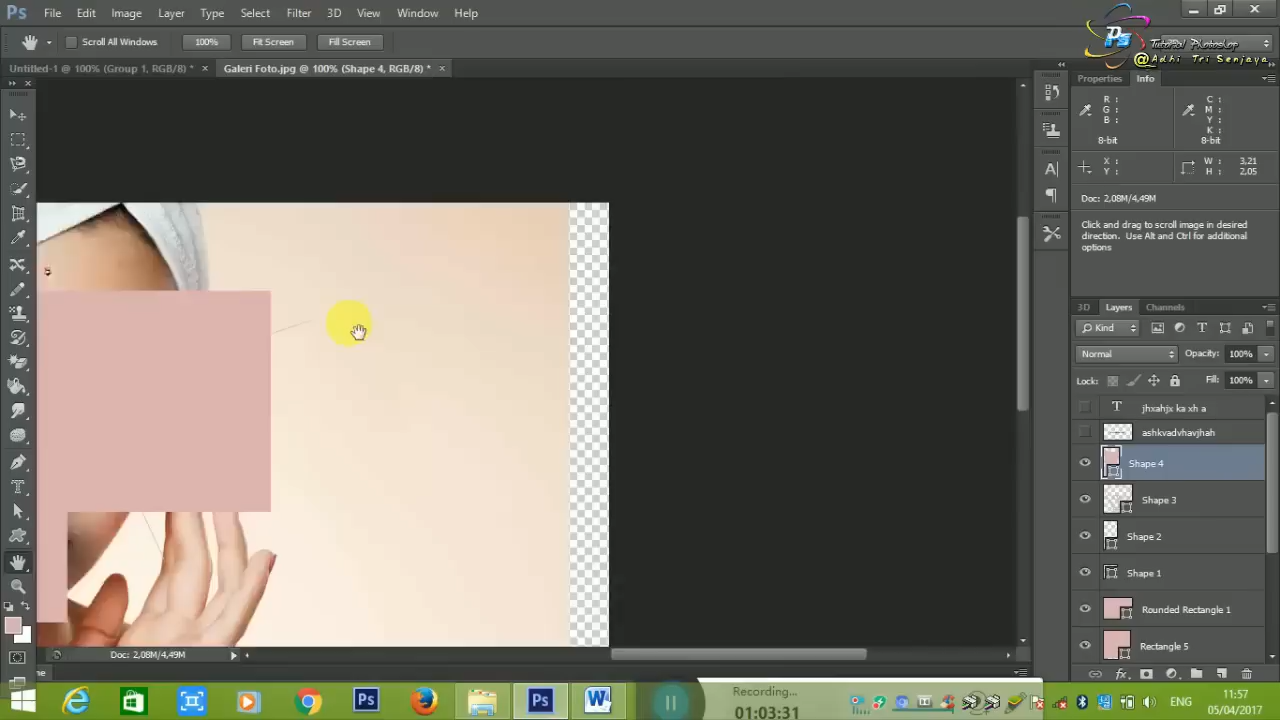 Ps File Edit Image Layer Type Select Filter 3D View Window Help
Scroll All Windows 100% Fit Screen Fill Screen
Ps Tutorial Photoshop
@Adhi Tri Senjaya
Untitled-1 @ 100% (Group 1, RGB/8) * × Galeri Foto.jpg @ 100% (Shape 4, RGB/8) * ×
Properties Info
R : C :
G : M :
B : Y :
K :
8-bit 8-bit
X : W : 3,21
Y : H : 2,05
Doc: 2,08M/4,49M
Click and drag to scroll image in desired
direction. Use Alt and Ctrl for additional
options
3D Layers Channels
Kind
Normal Opacity: 100%
Lock: Fill: 100%
T jhxahjx ka xh a
ashkvadvhavjhah
Shape 4
Shape 3
Shape 2
Shape 1
Rounded Rectangle 1
Rectangle 5
Doc: 2,08M/4,49M
Recording...
01:03:31
ENG
11:57
05/04/2017